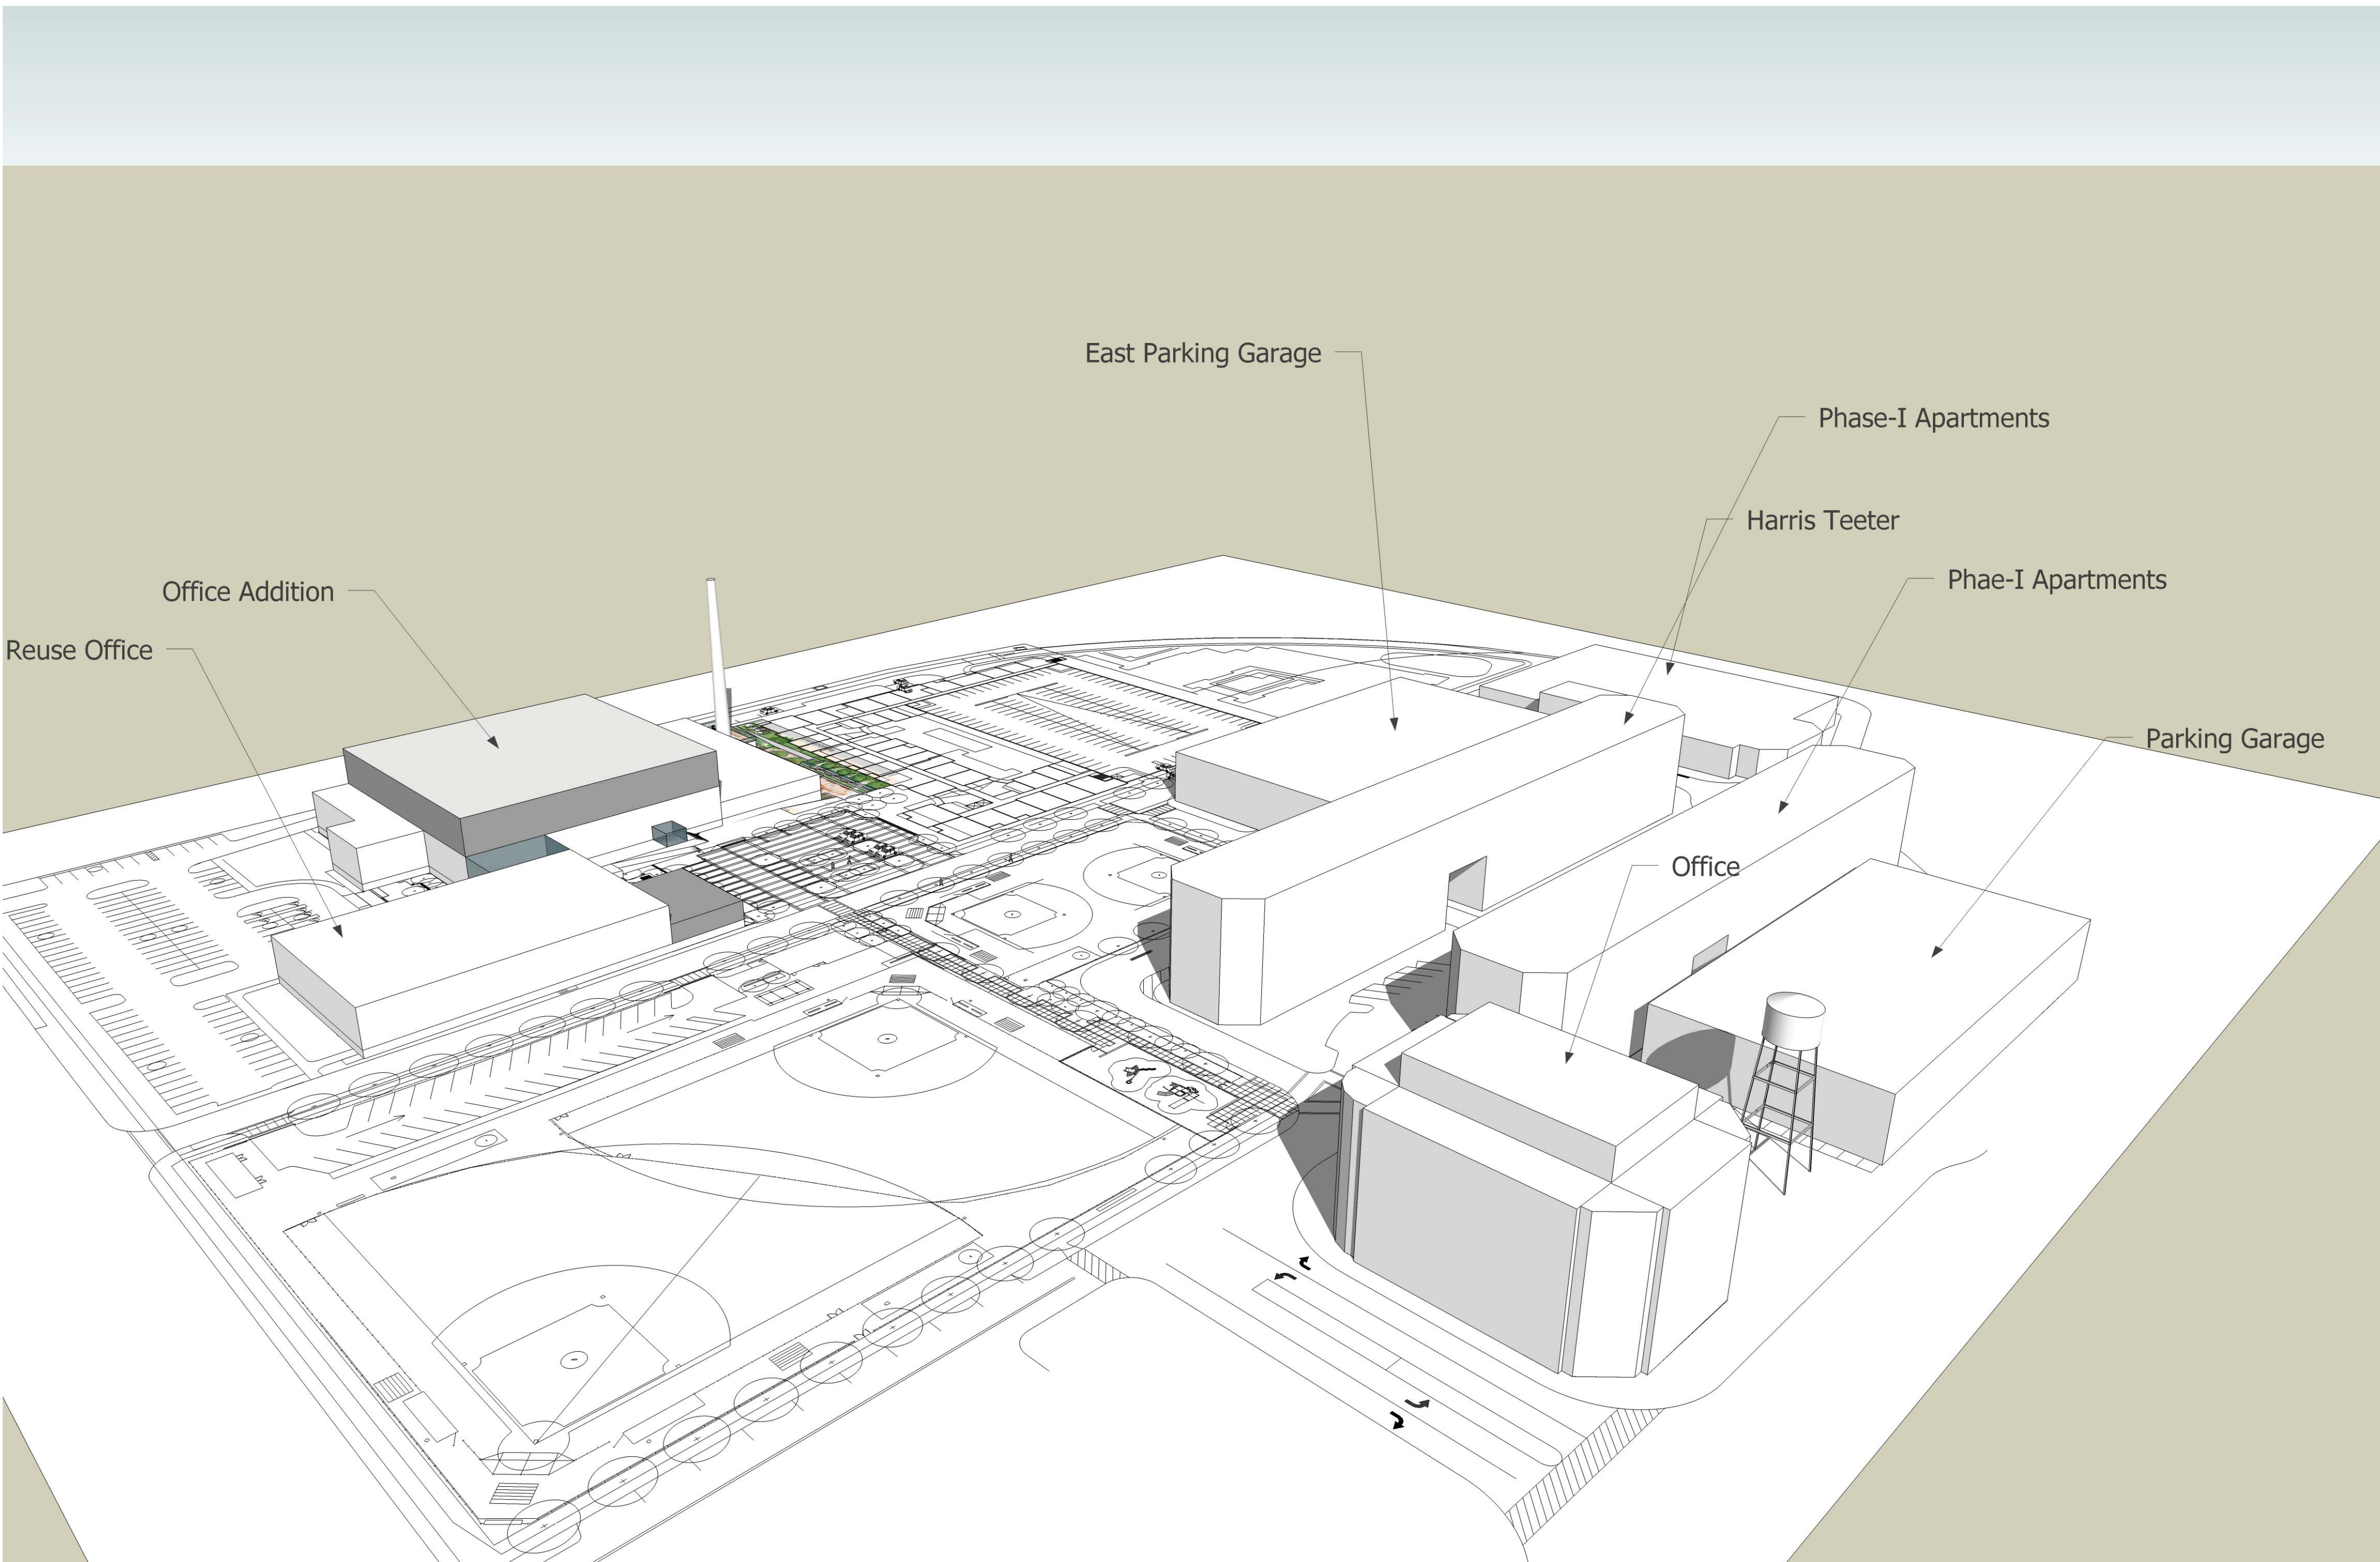 East Parking Garage
Phase-I Apartments
Harris Teeter
Phae-I Apartments
Office Addition
Reuse Office
Parking Garage
Office